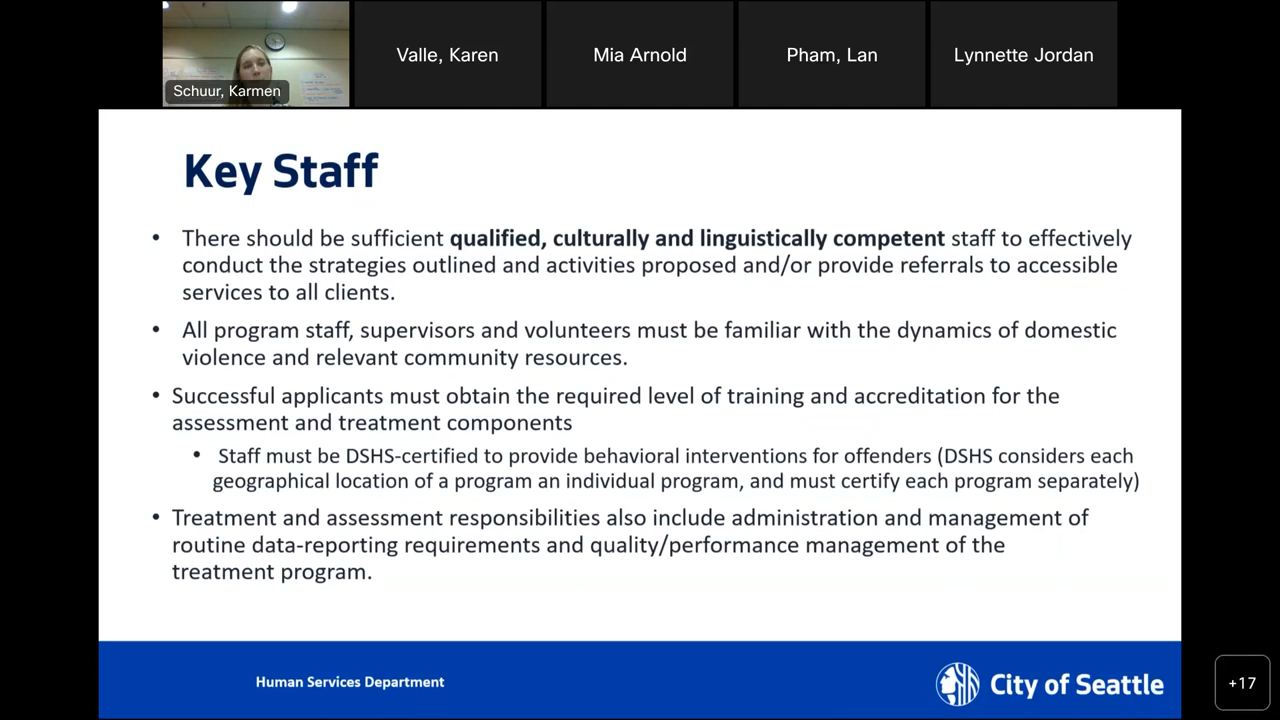 Schuur, Karmen
Valle, Karen
Mia Arnold
Pham, Lan
Lynnette Jordan
Key Staff
• There should be sufficient qualified, culturally and linguistically competent staff to effectively
conduct the strategies outlined and activities proposed and/or provide referrals to accessible
services to all clients.
• All program staff, supervisors and volunteers must be familiar with the dynamics of domestic
violence and relevant community resources.
• Successful applicants must obtain the required level of training and accreditation for the
assessment and treatment components
• Staff must be DSHS-certified to provide behavioral interventions for offenders (DSHS considers each
geographical location of a program an individual program, and must certify each program separately)
• Treatment and assessment responsibilities also include administration and management of
routine data-reporting requirements and quality/performance management of the
treatment program.
Human Services Department
City of Seattle
+17